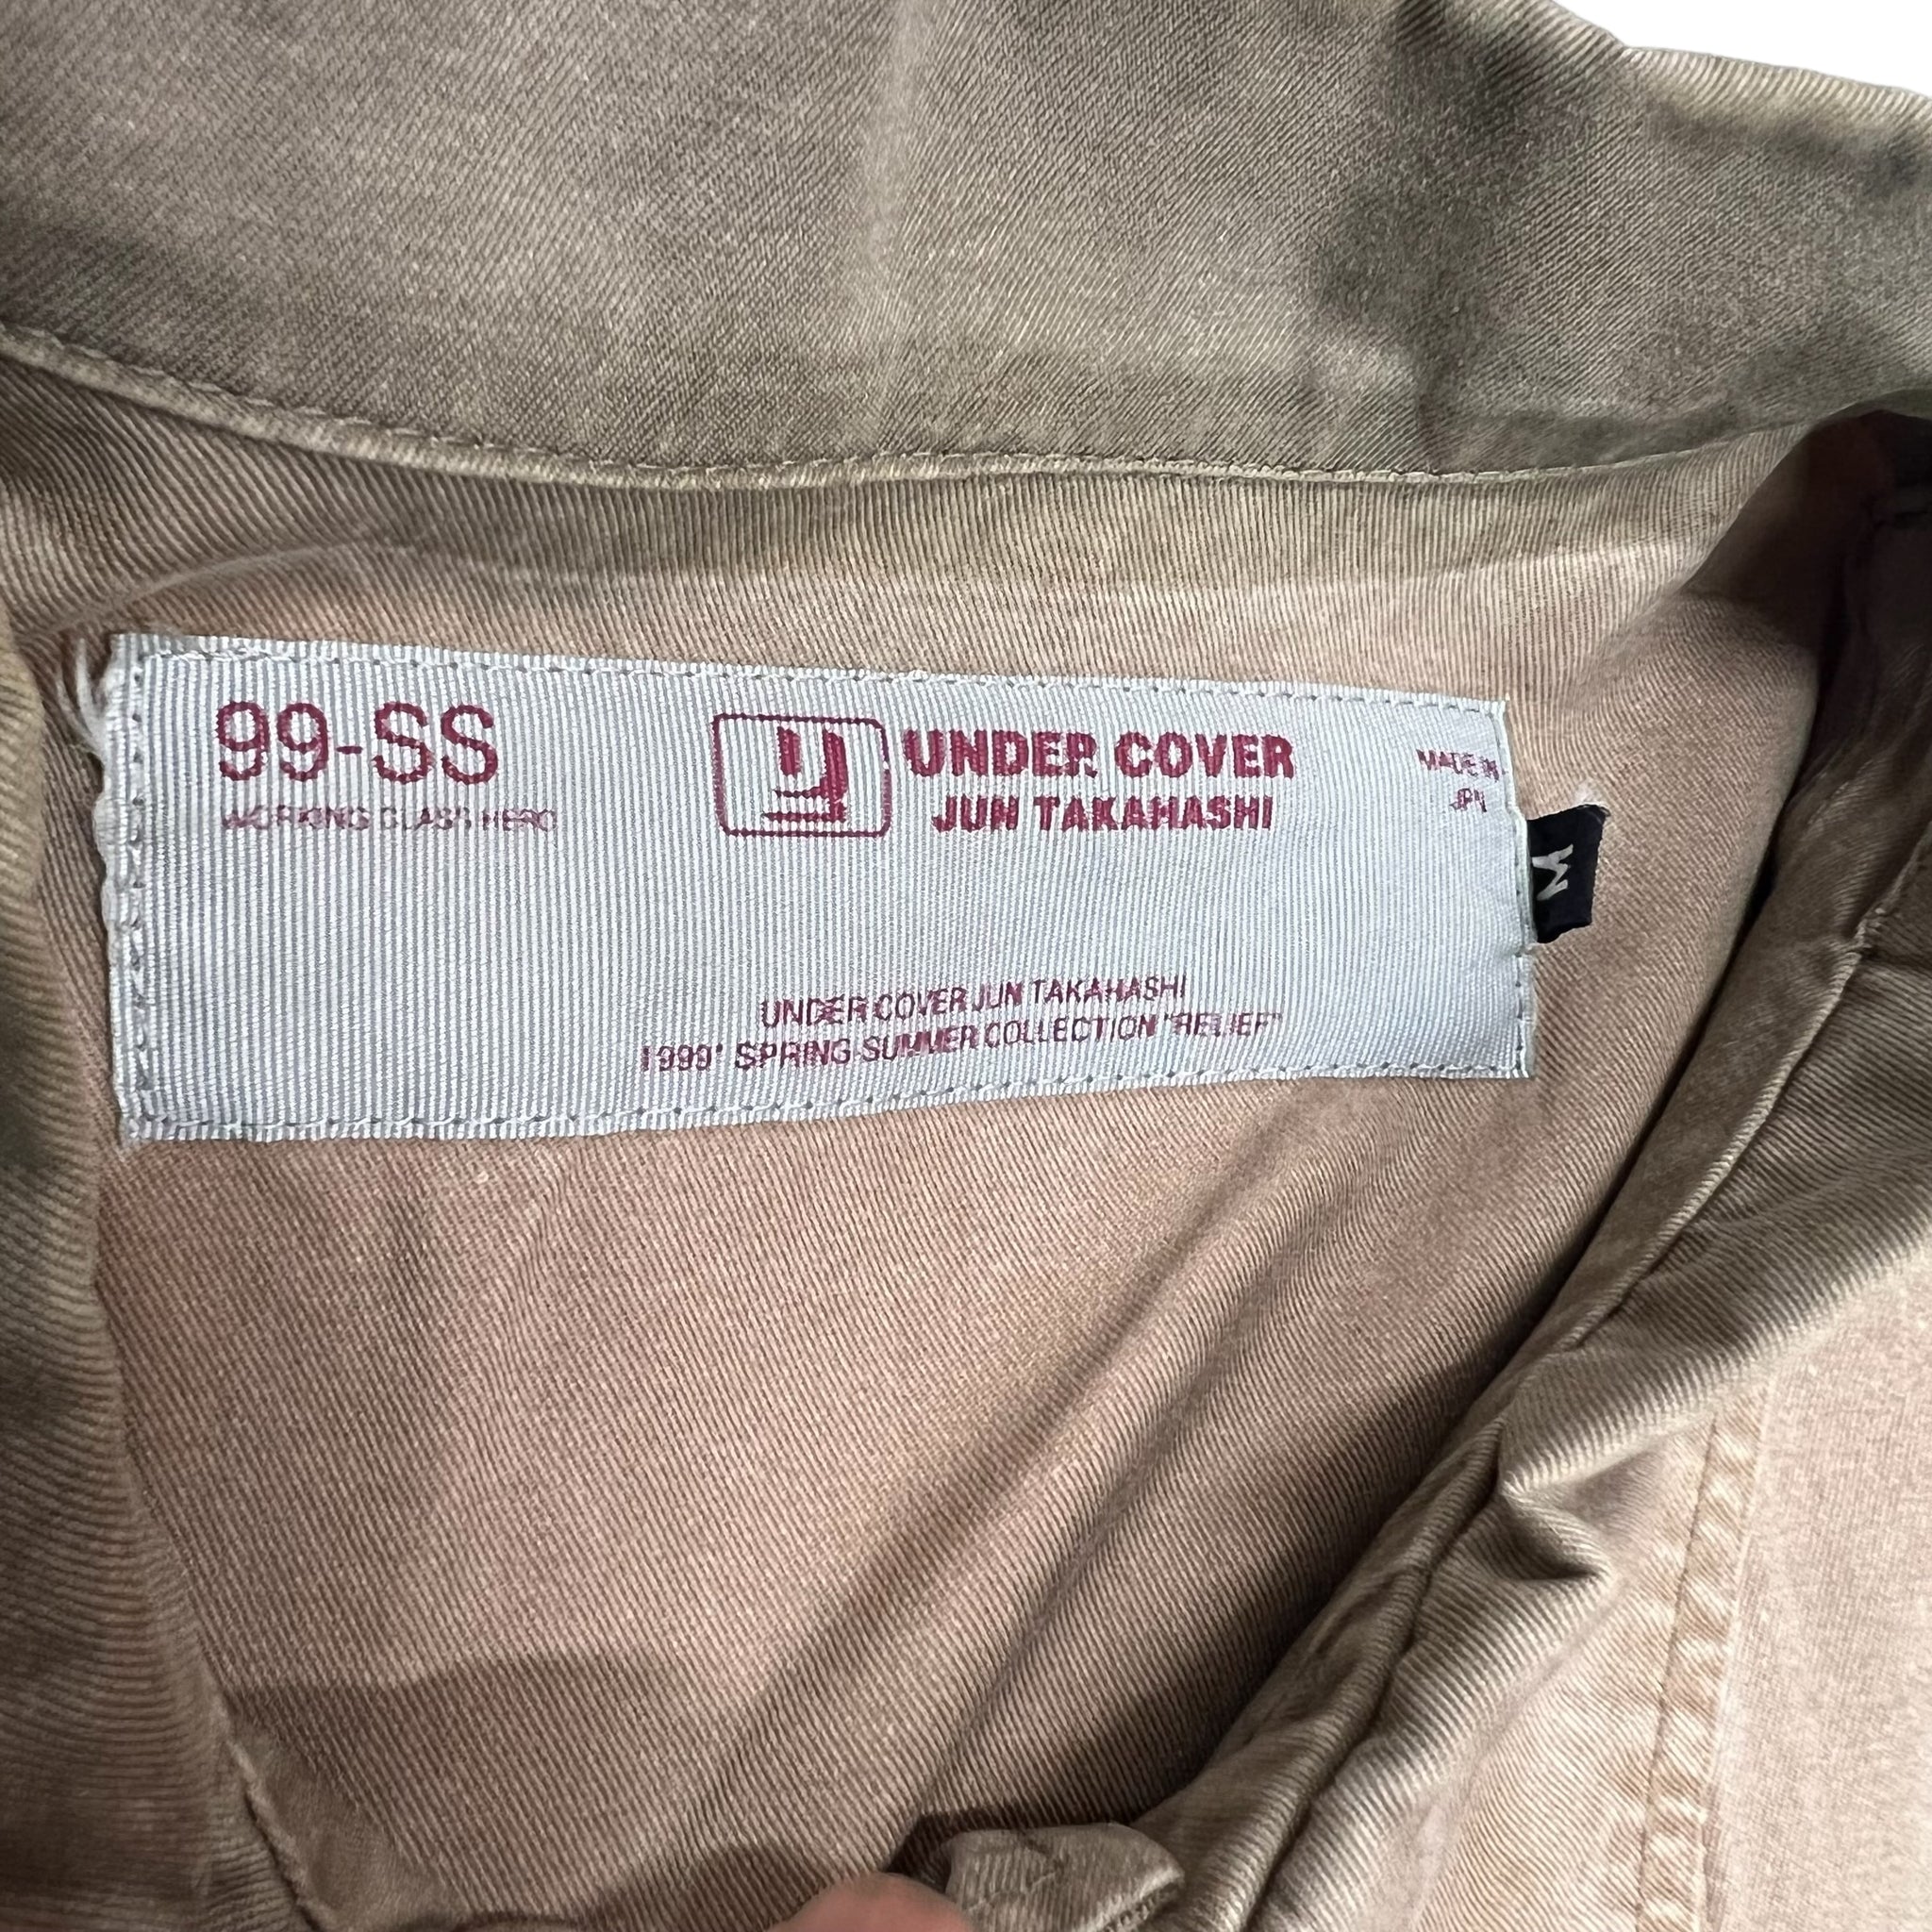 99-SS
WORKING CLASS HERO
UNDER COVER
JUN TAKAHASHI
MADE IN
JPN
M
UNDER COVER JUN TAKAHASHI
1999' SPRING SUMMER COLLECTION "RELIEF"